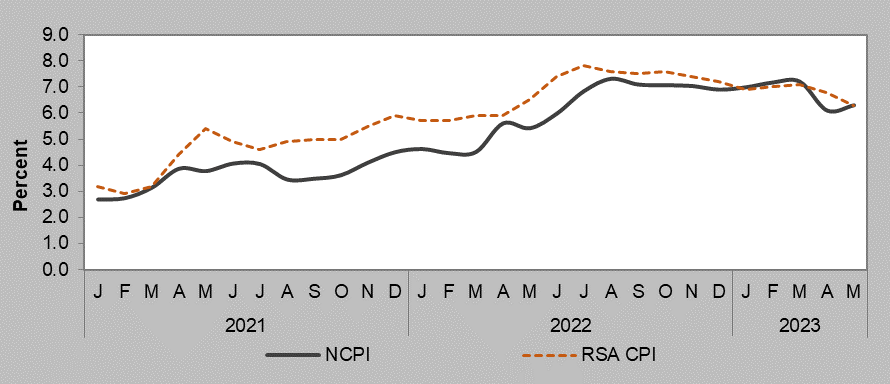 9.0
8.0
7.0
6.0
5.0
4.0
3.0
2.0
1.0
0.0
Percent
J F M A M J J A S O N D J F M A M J J A S O N D J F M A M
2021 2022 2023
NCPI RSA CPI